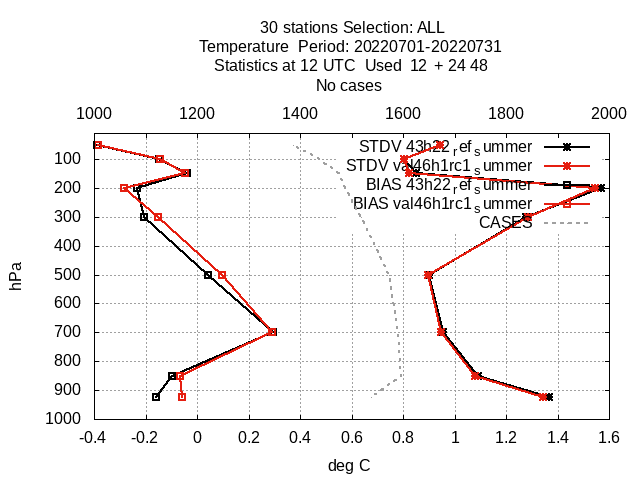 30 stations Selection: ALL
Temperature  Period: 20220701-20220731
Statistics at 12 UTC  Used  12  + 24 48
No cases
1000 1200 1400 1600 1800 2000
STDV 43h22_ref_summer
STDV val46h1rc1_summer
BIAS 43h22_ref_summer
BIAS val46h1rc1_summer
CASES
100
200
300
400
500
600
700
800
900
1000
hPa
-0.4 -0.2 0 0.2 0.4 0.6 0.8 1 1.2 1.4 1.6
deg C